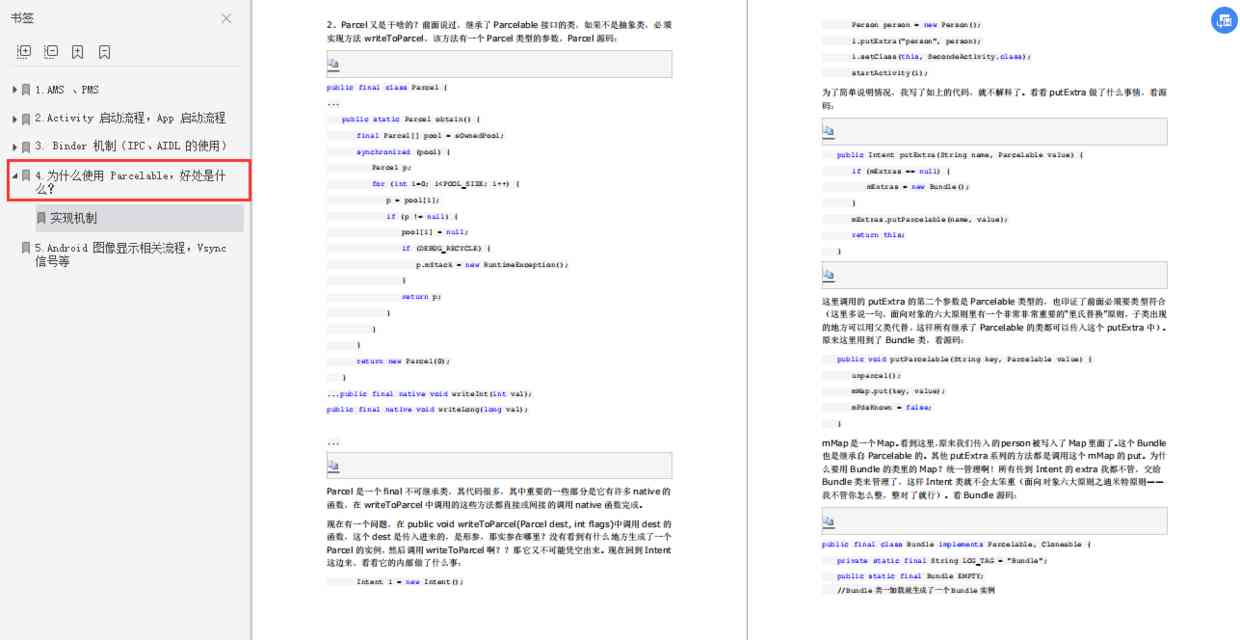 书签
1.AMS 、PMS
2.Activity 启动流程，App 启动流程
3. Binder 机制（IPC、AIDL 的使用）
4.为什么使用 Parcelable，好处是什
么？
实现机制
5.Android 图像显示相关流程，Vsync
信号等
2、Parcel 又是干啥的？前面说过，继承了 Parcelable 接口的类，如果不是抽象类，必须
实现方法 writeToParcel，该方法有一个 Parcel 类型的参数，Parcel 源码：
public final class Parcel {
...
public static Parcel obtain() {
final Parcel[] pool = sOwnedPool;
synchronized (pool) {
Parcel p;
for (int i=0; i<POOL_SIZE; i++) {
p = pool[i];
if (p != null) {
pool[i] = null;
if (DEBUG_RECYCLE) {
p.mStack = new RuntimeException();
}
return p;
}
}
}
return new Parcel(0);
}
...public final native void writeInt(int val);
public final native void writeLong(long val);
...
Parcel 是一个 final 不可继承类，其代码很多，其中重要的一些部分是它有许多 native 的
函数，在 writeToParcel 中调用的这些方法都直接或间接的调用 native 函数完成。
现在有一个问题，在 public void writeToParcel(Parcel dest, int flags)中调用 dest 的
函数，这个 dest 是传入进来的，是形参，那实参在哪里？没有看到有什么地方生成了一个
Parcel 的实例，然后调用 writeToParcel 啊？？那它又不可能凭空出来。现在回到 Intent
这边来，看看它的内部做了什么事：
Intent i = new Intent();
Person person = new Person();
i.putExtra("person", person);
i.setClass(this, SecondeActivity.class);
startActivity(i);
为了简单说明情况，我写了如上的代码，就不解释了。看看 putExtra 做了什么事情，看源
码：
public Intent putExtra(String name, Parcelable value) {
if (mExtras == null) {
mExtras = new Bundle();
}
mExtras.putParcelable(name, value);
return this;
}
这里调用的 putExtra 的第二个参数是 Parcelable 类型的，也印证了前面必须要类型符合
（这里多说一句，面向对象的六大原则里有一个非常非常重要的“里氏替换”原则，子类出现
的地方可以用父类代替，这样所有继承了 Parcelable 的类都可以传入这个 putExtra 中）。
原来这里用到了 Bundle 类，看源码：
public void putParcelable(String key, Parcelable value) {
unparcel();
mMap.put(key, value);
mFdsKnown = false;
}
mMap 是一个 Map。看到这里，原来我们传入的 person 被写入了 Map 里面了。这个 Bundle
也是继承自 Parcelable 的。其他 putExtra 系列的方法都是调用这个 mMap 的 put。为什
么要用 Bundle 的类里的 Map？统一管理啊！所有传到 Intent 的 extra 我都不管，交给
Bundle 类来管理了，这样 Intent 类就不会太笨重（面向对象六大原则之迪米特原则——
我不管你怎么整，整对了就行）。看 Bundle 源码：
public final class Bundle implements Parcelable, Cloneable {
private static final String LOG_TAG = "Bundle";
public static final Bundle EMPTY;
//Bundle 类一加载就生成了一个 Bundle 实例